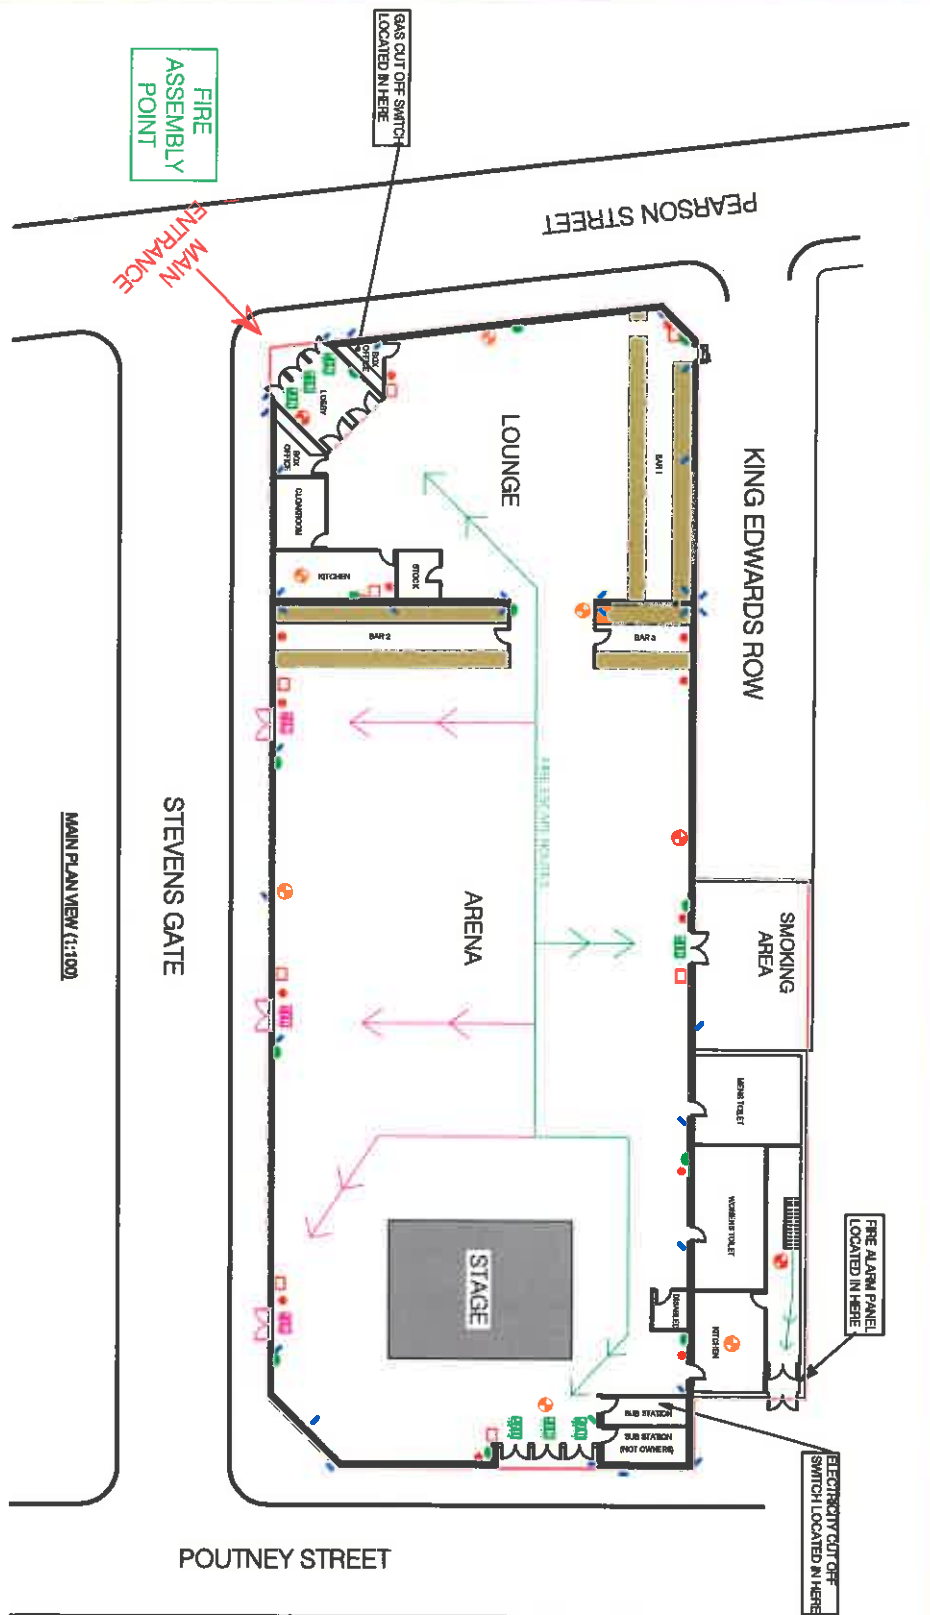 GAS CUT OFF SWITCH
LOCATED IN HERE
FIRE
ASSEMBLY
POINT
MAIN
ENTRANCE
PEARSON STREET
BOX
OFFICE
LOBBY
BOX
OFFICE
CLOAKROOM
KITCHEN
STOCK
LOUNGE
BAR 1
BAR 2
BAR 3
KING EDWARDS ROW
STEVENS GATE
MAIN PLAN VIEW (1:100)
ARENA
SMOKING
AREA
MENS TOILET
WOMENS TOILET
DISABLED
KITCHEN
FIRE ALARM PANEL
LOCATED IN HERE
STAGE
SUB STATION
SUB STATION
(NOT OWNERS)
ELECTRICITY CUT OFF
SWITCH LOCATED IN HERE
POUTNEY STREET